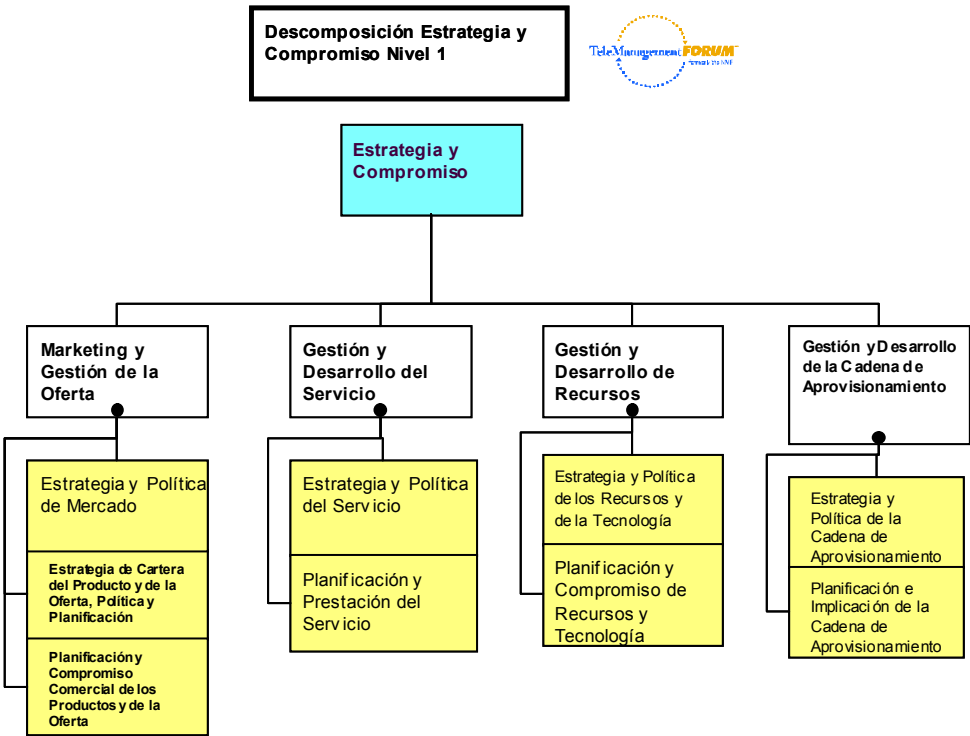 Descomposición Estrategia y
Compromiso Nivel 1
TeleManagement FORUM
Estrategia y
Compromiso
Marketing y
Gestión de la
Oferta
Gestión y
Desarrollo del
Servicio
Gestión y
Desarrollo de
Recursos
Gestión y Desarrollo
de la Cadena de
Aprovisionamiento
Estrategia y Política
de Mercado
Estrategia de Cartera
del Producto y de la
Oferta, Política y
Planificación
Planificación y
Compromiso
Comercial de los
Productos y de la
Oferta
Estrategia y Política
del Servicio
Planificación y
Prestación del
Servicio
Estrategia y Política
de los Recursos y
de la Tecnología
Planificación y
Compromiso de
Recursos y
Tecnología
Estrategia y
Política de la
Cadena de
Aprovisionamiento
Planificación e
Implicación de la
Cadena de
Aprovisionamiento